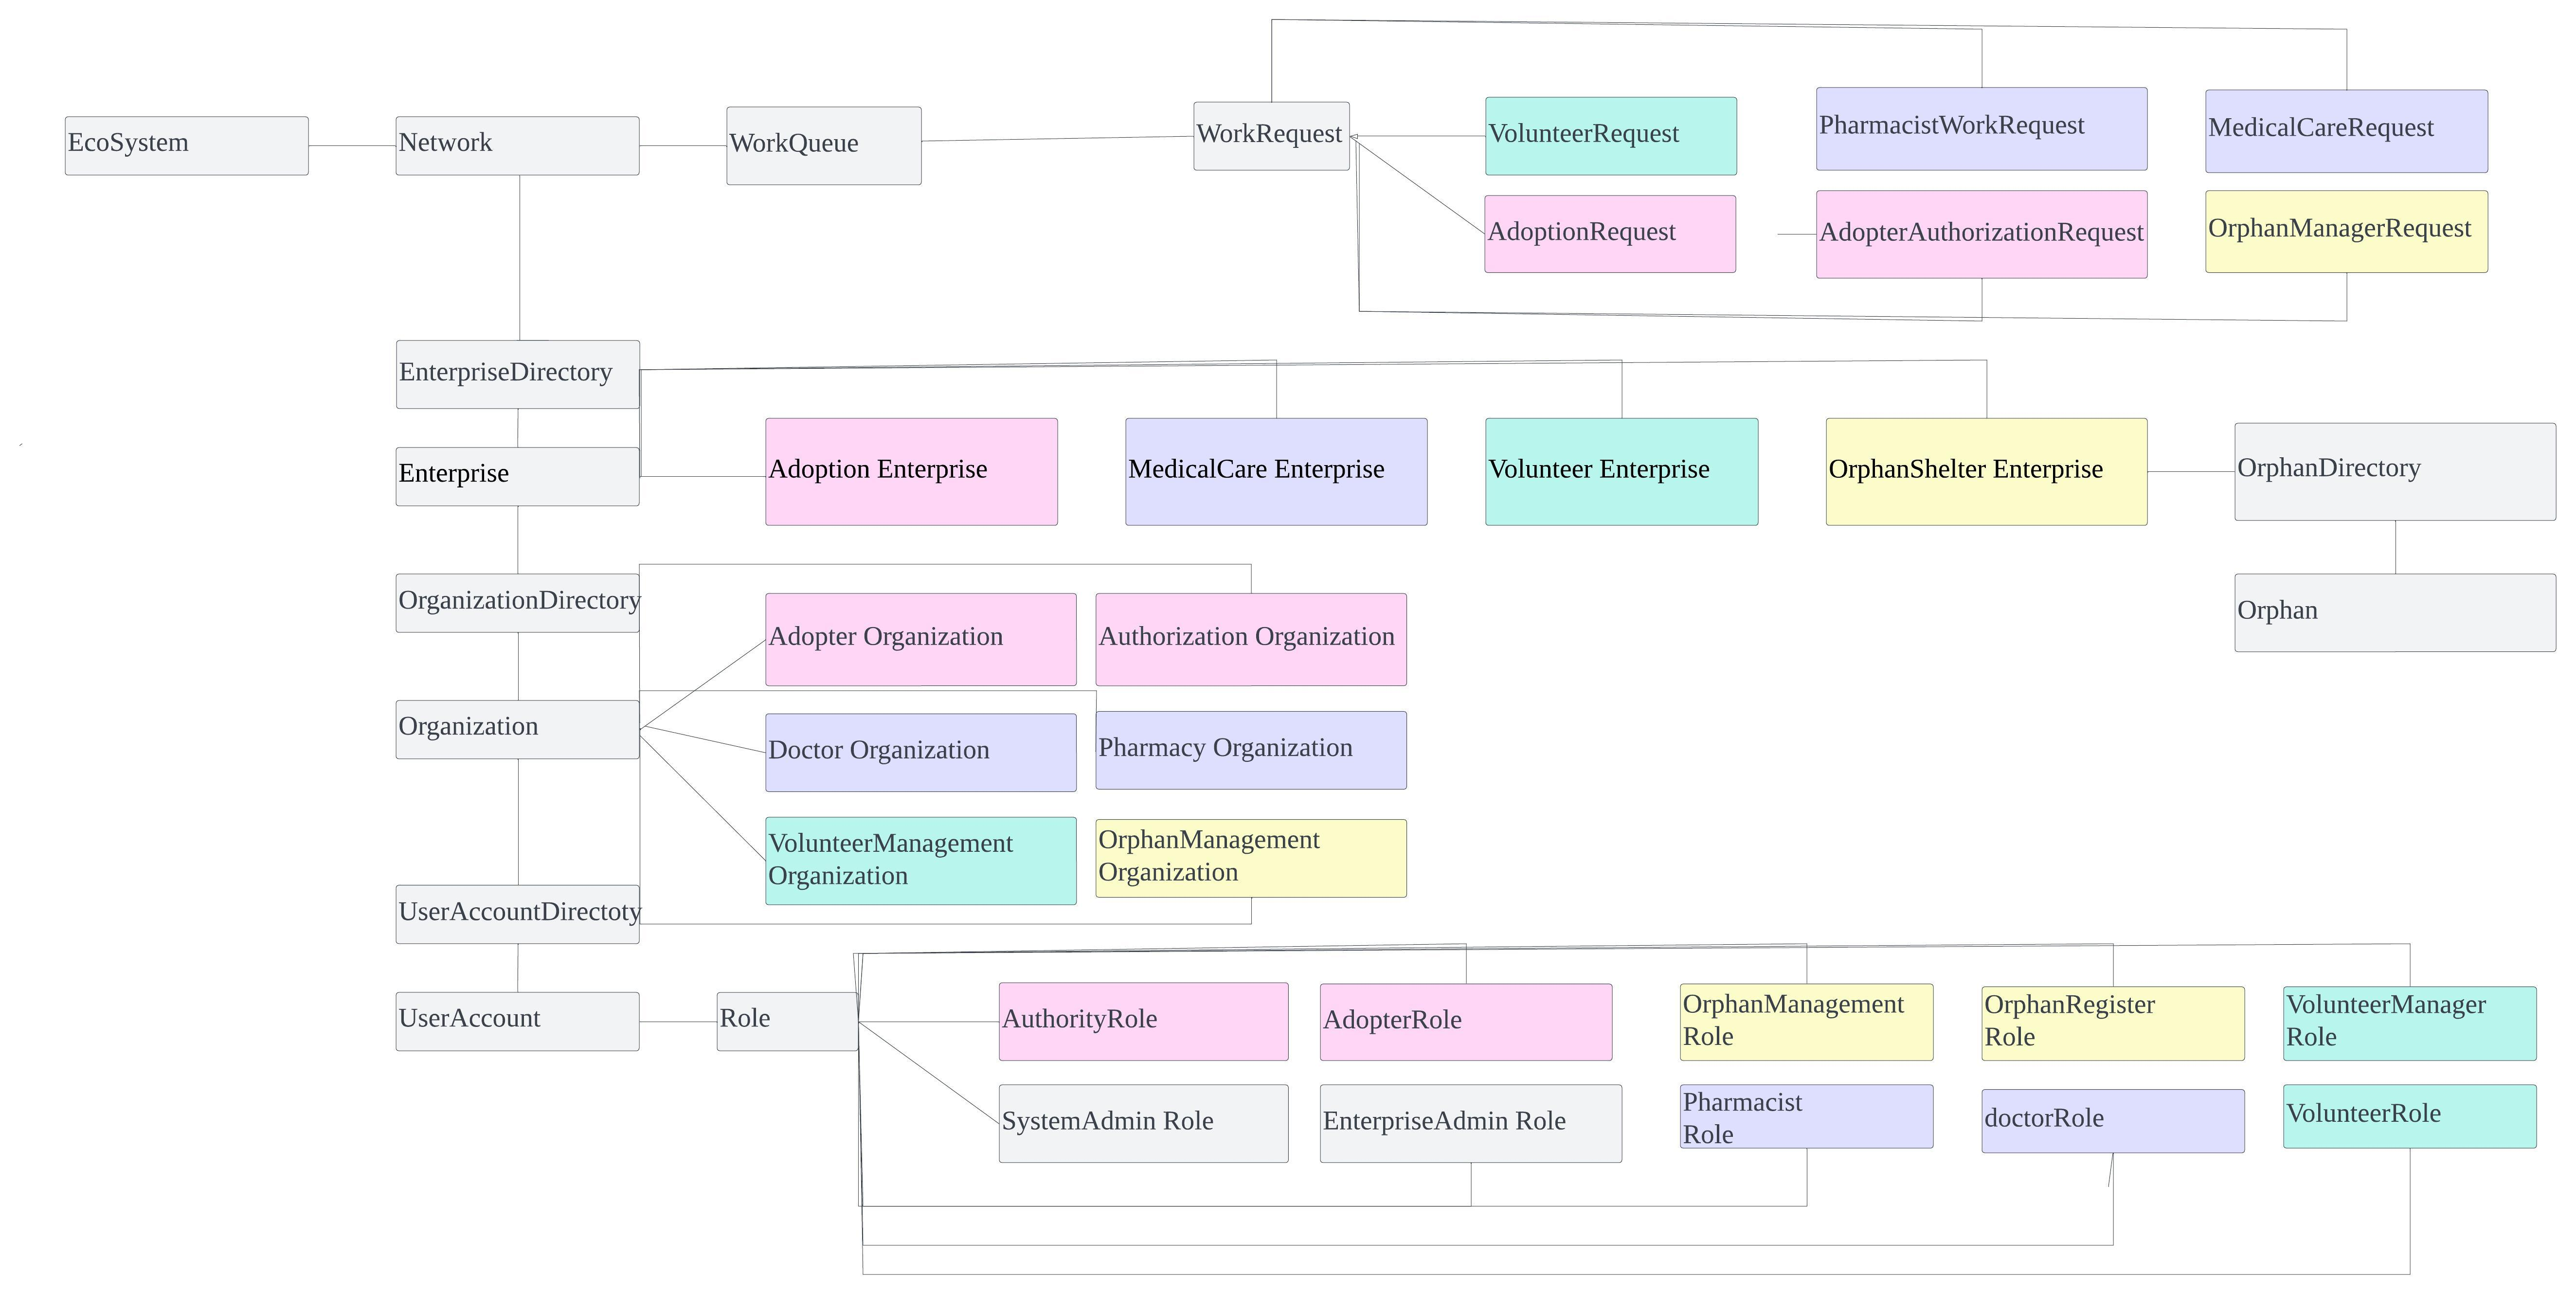 EcoSystem
Network
WorkQueue
WorkRequest
VolunteerRequest
PharmacistWorkRequest
MedicalCareRequest
AdoptionRequest
AdopterAuthorizationRequest
OrphanManagerRequest
EnterpriseDirectory
Enterprise
Adoption Enterprise
MedicalCare Enterprise
Volunteer Enterprise
OrphanShelter Enterprise
OrphanDirectory
OrganizationDirectory
Adopter Organization
Authorization Organization
Orphan
Organization
Doctor Organization
Pharmacy Organization
VolunteerManagement
Organization
OrphanManagement
Organization
UserAccountDirectoty
UserAccount
Role
AuthorityRole
AdopterRole
OrphanManagement
Role
OrphanRegister
Role
VolunteerManager
Role
SystemAdmin Role
EnterpriseAdmin Role
Pharmacist
Role
doctorRole
VolunteerRole